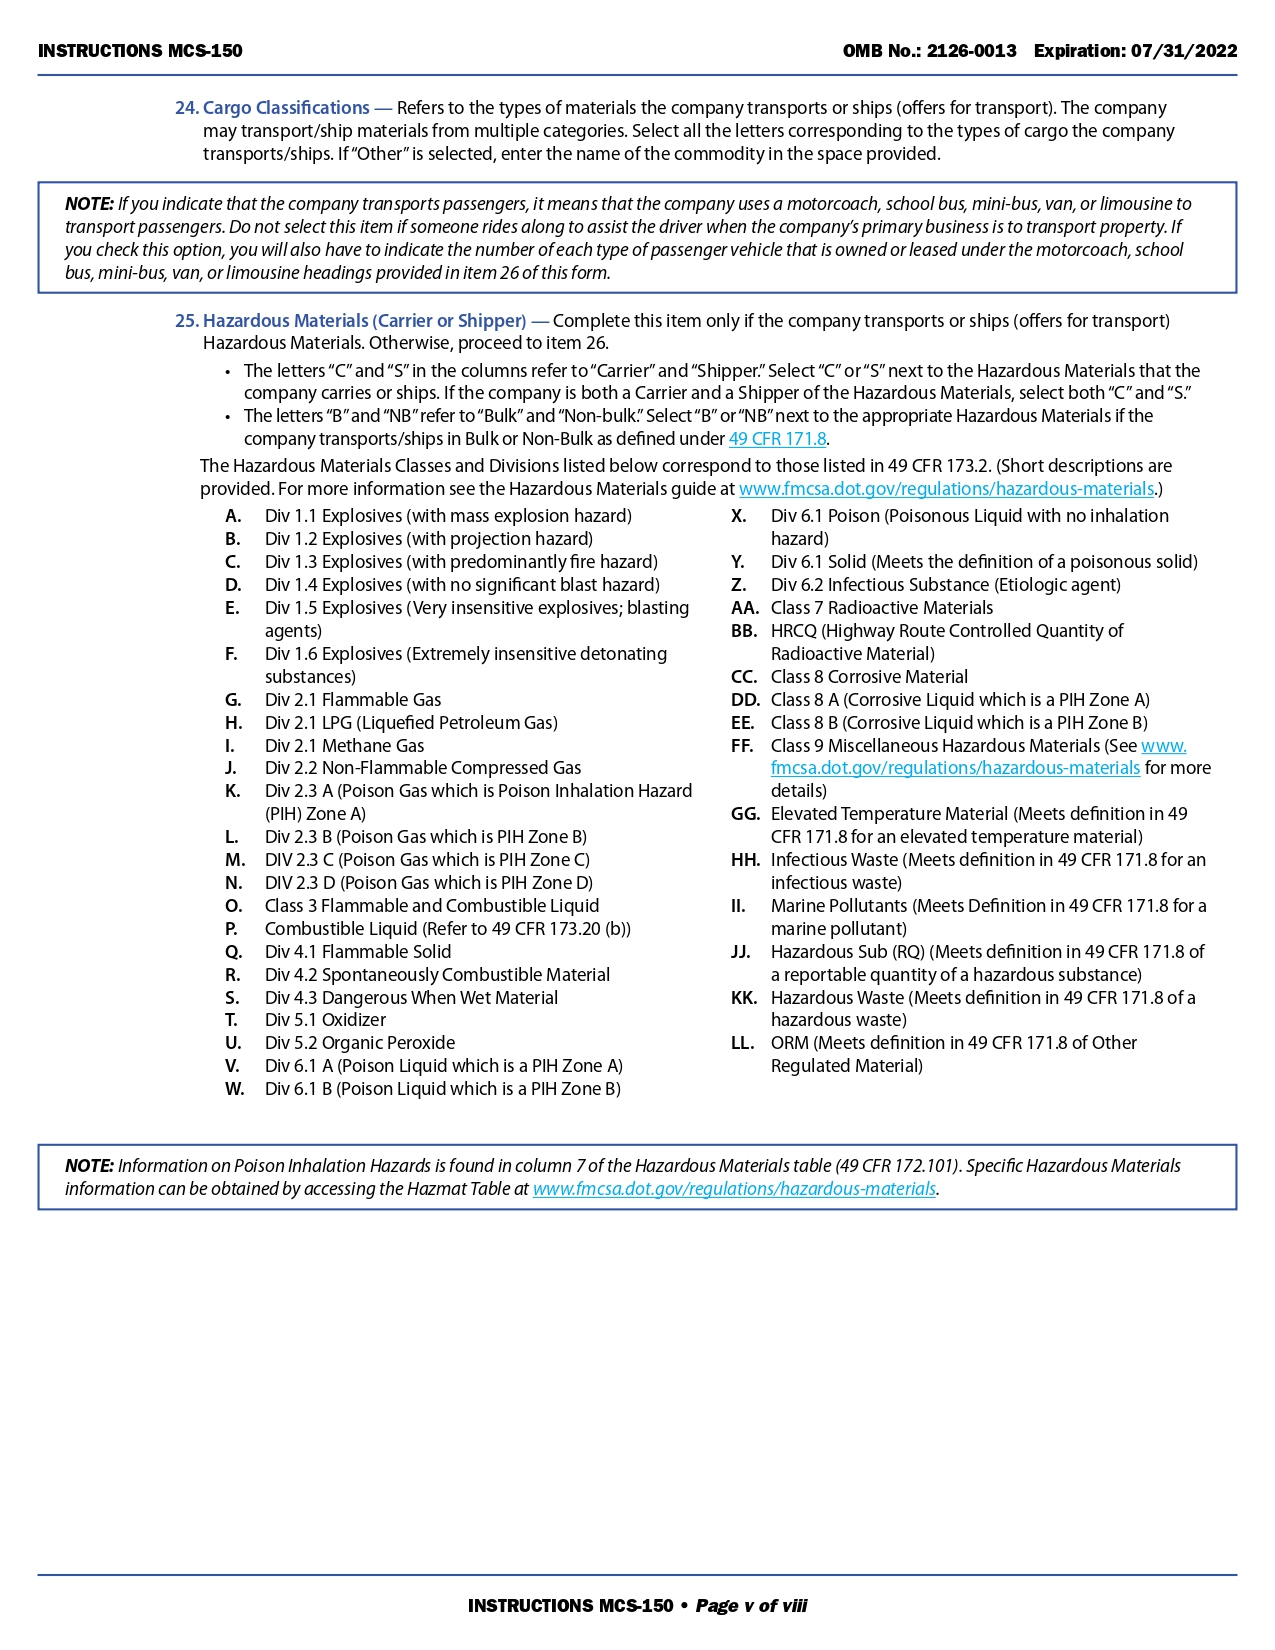 INSTRUCTIONS MCS-150
OMB No.: 2126-0013 Expiration: 07/31/2022
24. Cargo Classifications — Refers to the types of materials the company transports or ships (offers for transport). The company
may transport/ship materials from multiple categories. Select all the letters corresponding to the types of cargo the company
transports/ships. If “Other” is selected, enter the name of the commodity in the space provided.
NOTE: If you indicate that the company transports passengers, it means that the company uses a motorcoach, school bus, mini-bus, van, or limousine to
transport passengers. Do not select this item if someone rides along to assist the driver when the company’s primary business is to transport property. If
you check this option, you will also have to indicate the number of each type of passenger vehicle that is owned or leased under the motorcoach, school
bus, mini-bus, van, or limousine headings provided in item 26 of this form.
25. Hazardous Materials (Carrier or Shipper) — Complete this item only if the company transports or ships (offers for transport)
Hazardous Materials. Otherwise, proceed to item 26.
• The letters “C” and “S” in the columns refer to “Carrier” and “Shipper.” Select “C” or “S” next to the Hazardous Materials that the
company carries or ships. If the company is both a Carrier and a Shipper of the Hazardous Materials, select both “C” and “S.”
• The letters “B” and “NB” refer to “Bulk” and “Non-bulk.” Select “B” or “NB” next to the appropriate Hazardous Materials if the
company transports/ships in Bulk or Non-Bulk as defined under 49 CFR 171.8.
The Hazardous Materials Classes and Divisions listed below correspond to those listed in 49 CFR 173.2. (Short descriptions are
provided. For more information see the Hazardous Materials guide at www.fmcsa.dot.gov/regulations/hazardous-materials.)
A. Div 1.1 Explosives (with mass explosion hazard)
B. Div 1.2 Explosives (with projection hazard)
C. Div 1.3 Explosives (with predominantly fire hazard)
D. Div 1.4 Explosives (with no significant blast hazard)
E. Div 1.5 Explosives (Very insensitive explosives; blasting
agents)
F. Div 1.6 Explosives (Extremely insensitive detonating
substances)
G. Div 2.1 Flammable Gas
H. Div 2.1 LPG (Liquefied Petroleum Gas)
I. Div 2.1 Methane Gas
J. Div 2.2 Non-Flammable Compressed Gas
K. Div 2.3 A (Poison Gas which is Poison Inhalation Hazard
(PIH) Zone A)
L. Div 2.3 B (Poison Gas which is PIH Zone B)
M. DIV 2.3 C (Poison Gas which is PIH Zone C)
N. DIV 2.3 D (Poison Gas which is PIH Zone D)
O. Class 3 Flammable and Combustible Liquid
P. Combustible Liquid (Refer to 49 CFR 173.20 (b))
Q. Div 4.1 Flammable Solid
R. Div 4.2 Spontaneously Combustible Material
S. Div 4.3 Dangerous When Wet Material
T. Div 5.1 Oxidizer
U. Div 5.2 Organic Peroxide
V. Div 6.1 A (Poison Liquid which is a PIH Zone A)
W. Div 6.1 B (Poison Liquid which is a PIH Zone B)
X. Div 6.1 Poison (Poisonous Liquid with no inhalation
hazard)
Y. Div 6.1 Solid (Meets the definition of a poisonous solid)
Z. Div 6.2 Infectious Substance (Etiologic agent)
AA. Class 7 Radioactive Materials
BB. HRCQ (Highway Route Controlled Quantity of
Radioactive Material)
CC. Class 8 Corrosive Material
DD. Class 8 A (Corrosive Liquid which is a PIH Zone A)
EE. Class 8 B (Corrosive Liquid which is a PIH Zone B)
FF. Class 9 Miscellaneous Hazardous Materials (See www.
fmcsa.dot.gov/regulations/hazardous-materials for more
details)
GG. Elevated Temperature Material (Meets definition in 49
CFR 171.8 for an elevated temperature material)
HH. Infectious Waste (Meets definition in 49 CFR 171.8 for an
infectious waste)
II. Marine Pollutants (Meets Definition in 49 CFR 171.8 for a
marine pollutant)
JJ. Hazardous Sub (RQ) (Meets definition in 49 CFR 171.8 of
a reportable quantity of a hazardous substance)
KK. Hazardous Waste (Meets definition in 49 CFR 171.8 of a
hazardous waste)
LL. ORM (Meets definition in 49 CFR 171.8 of Other
Regulated Material)
NOTE: Information on Poison Inhalation Hazards is found in column 7 of the Hazardous Materials table (49 CFR 172.101). Specific Hazardous Materials
information can be obtained by accessing the Hazmat Table at www.fmcsa.dot.gov/regulations/hazardous-materials.
INSTRUCTIONS MCS-150 • Page v of viii